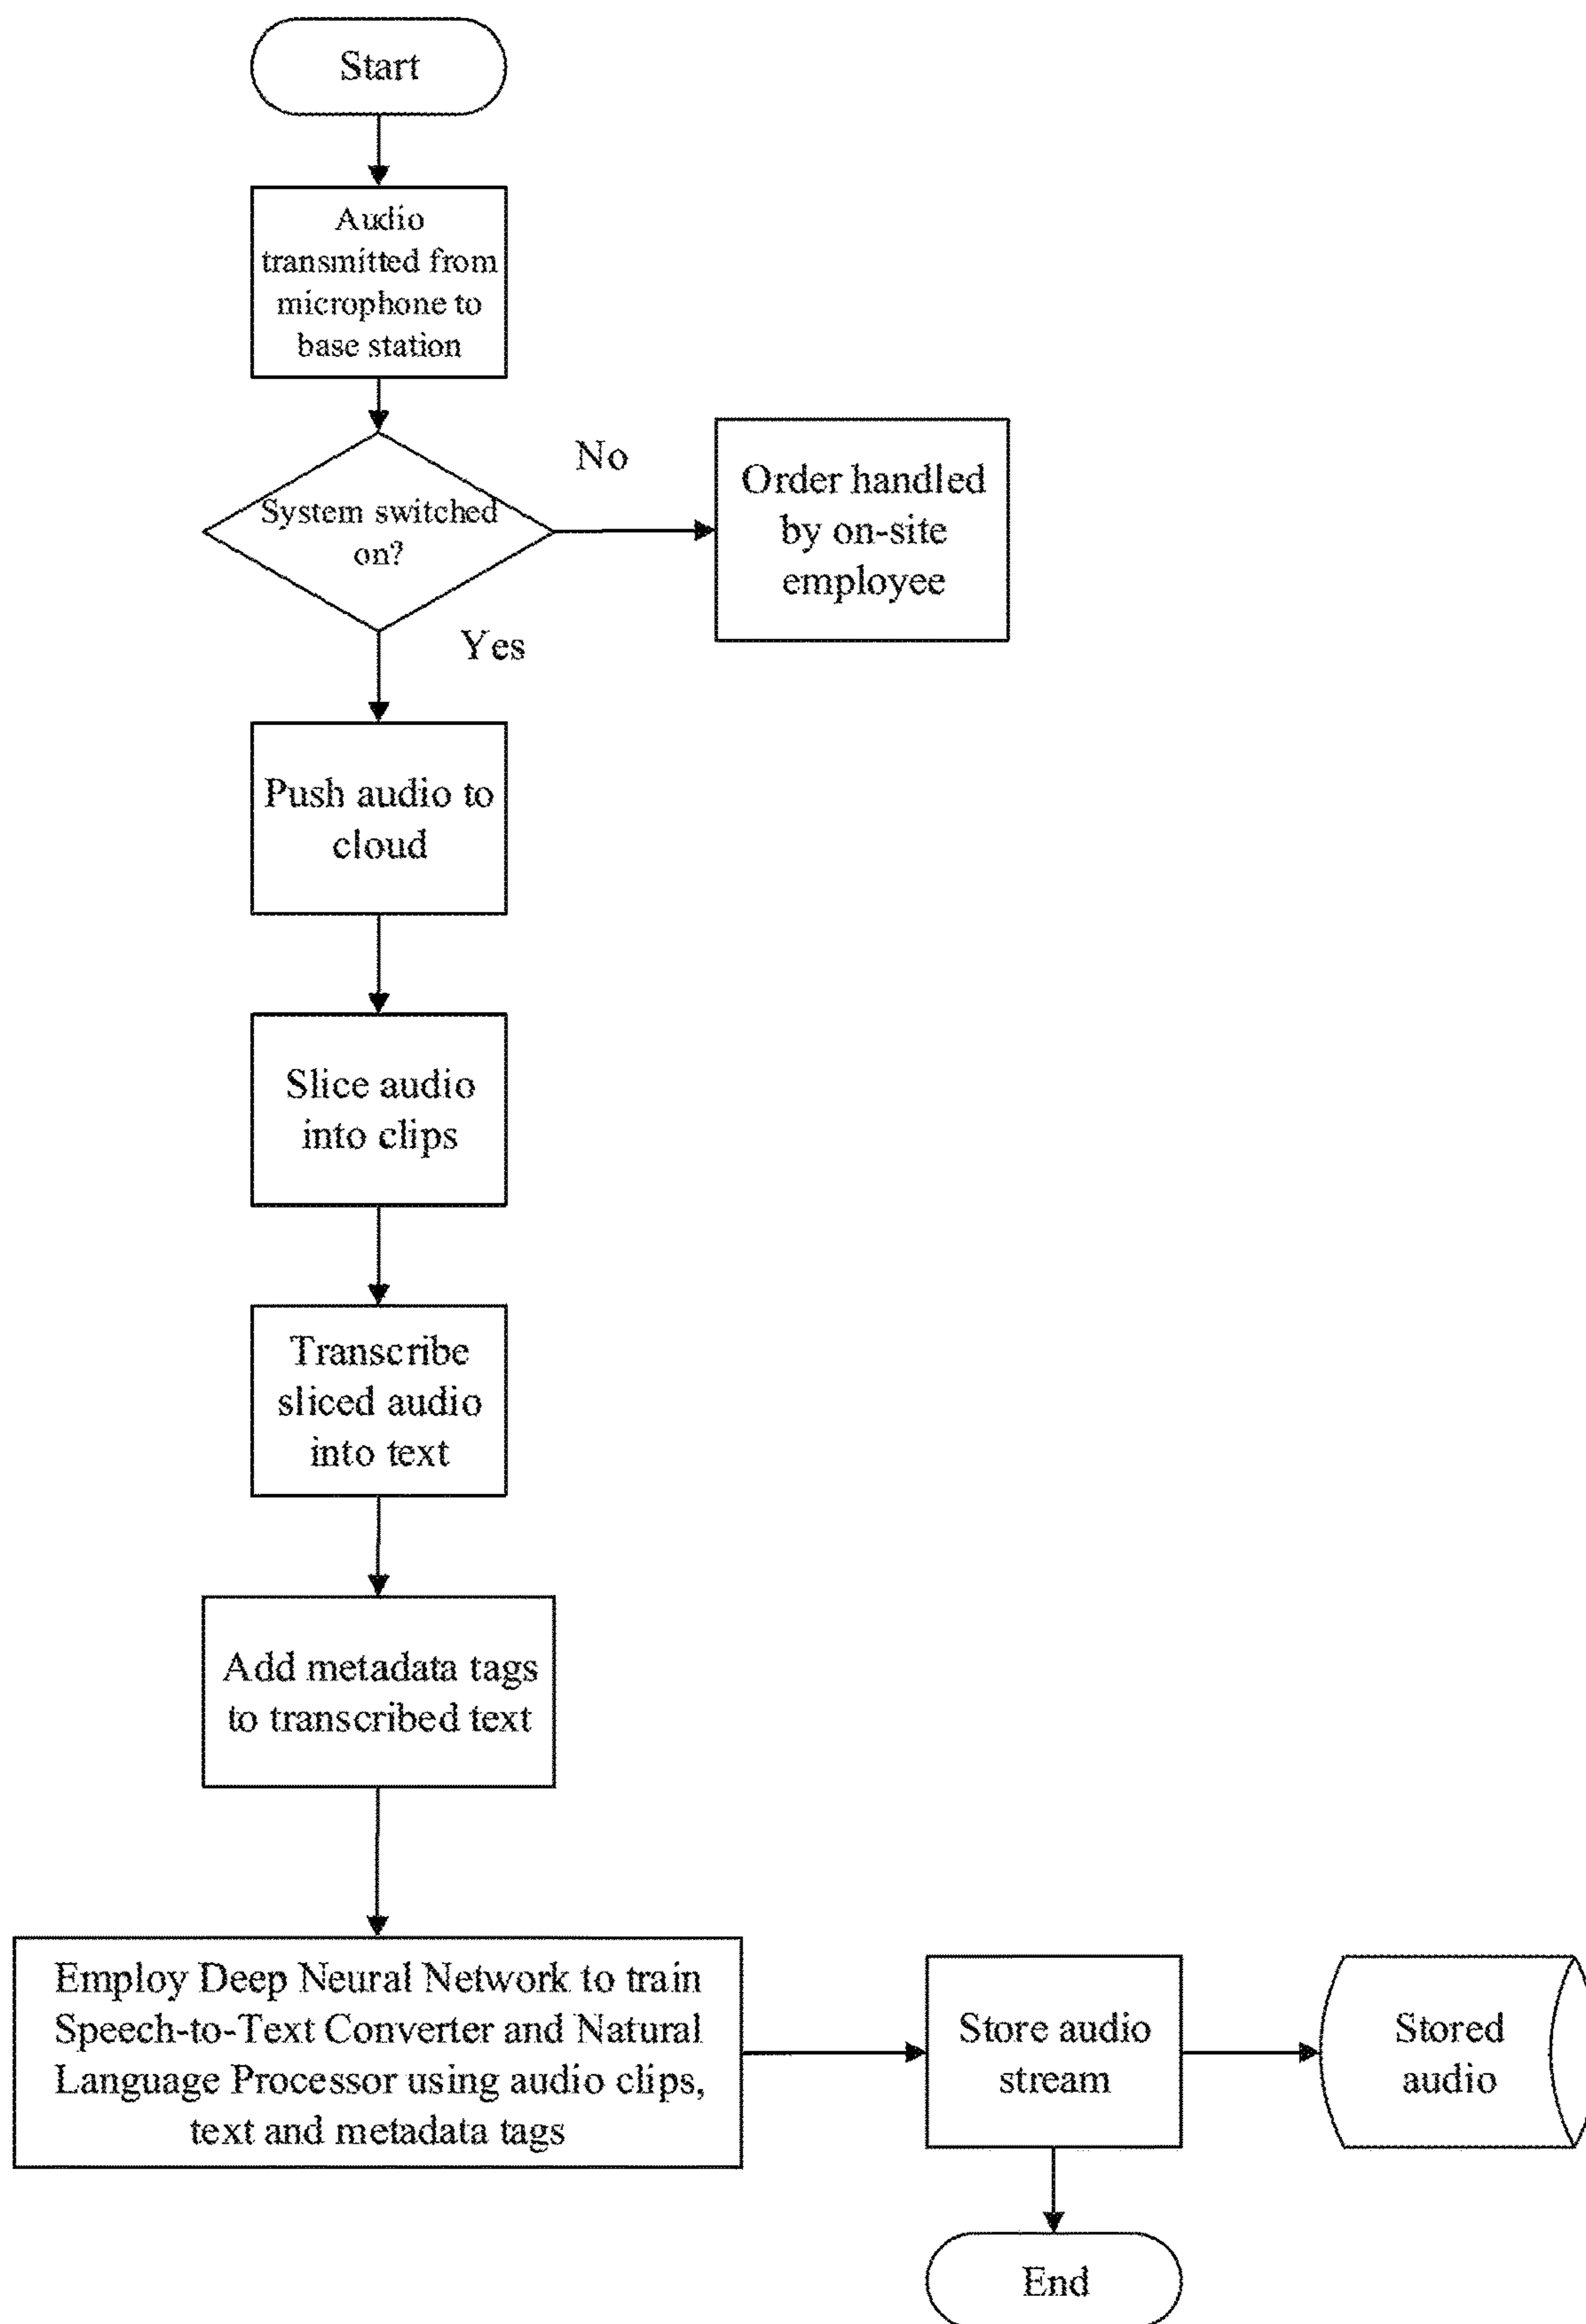 Start
Audio
transmitted from
microphone to
base station
System switched
on?
No
Order handled
by on-site
employee
Yes
Push audio to
cloud
Slice audio
into clips
Transcribe
sliced audio
into text
Add metadata tags
to transcribed text
Employ Deep Neural Network to train
Speech-to-Text Converter and Natural
Language Processor using audio clips,
text and metadata tags
Store audio
stream
Stored
audio
End